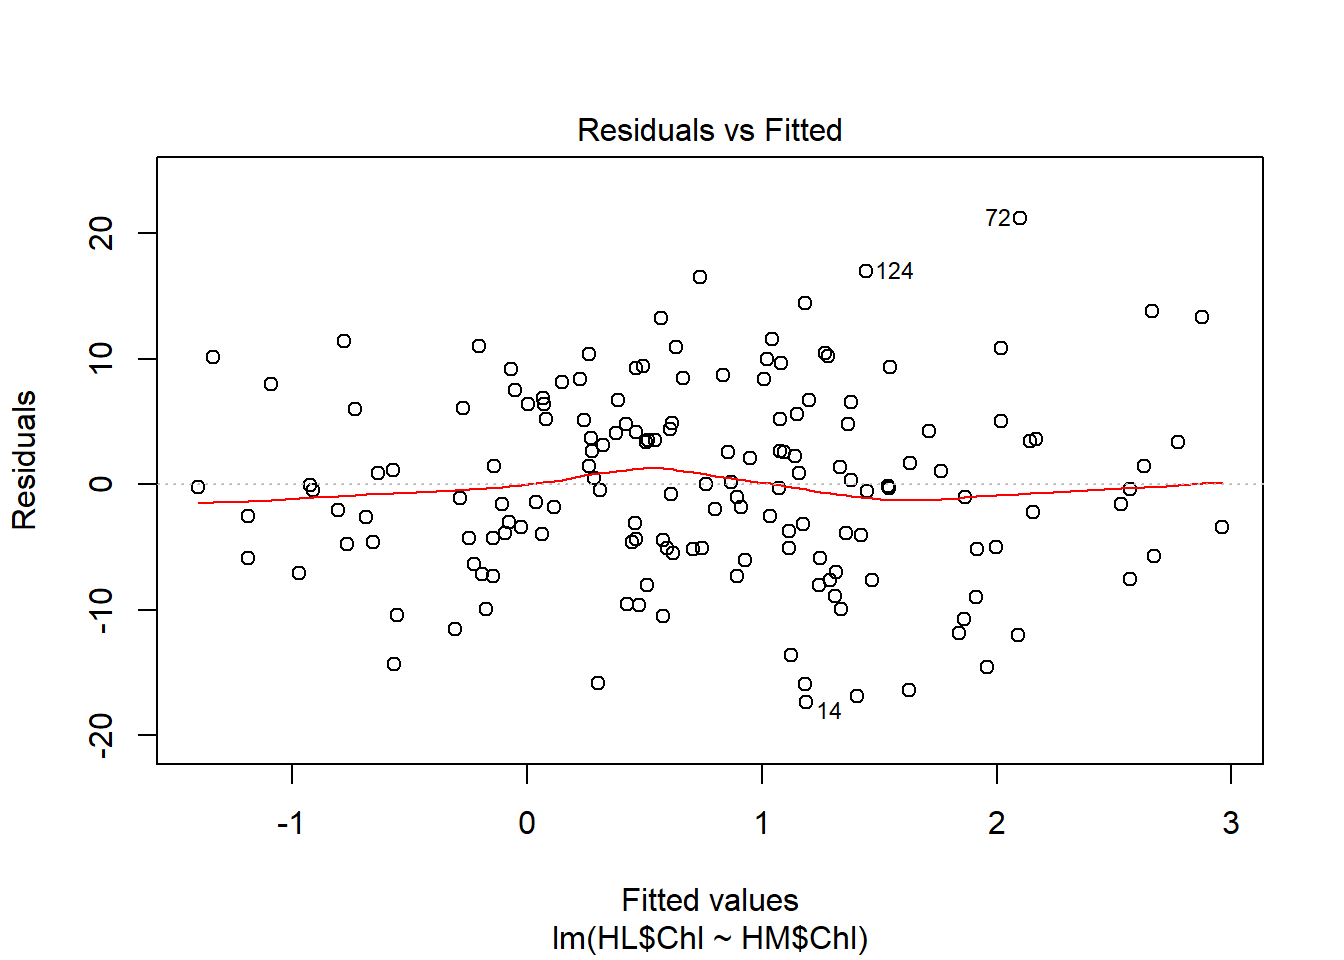 Residuals vs Fitted
Residuals
20
10
0
-10
-20
72
124
14
-1 0 1 2 3
Fitted values
lm(HL$Chl ~ HM$Chl)